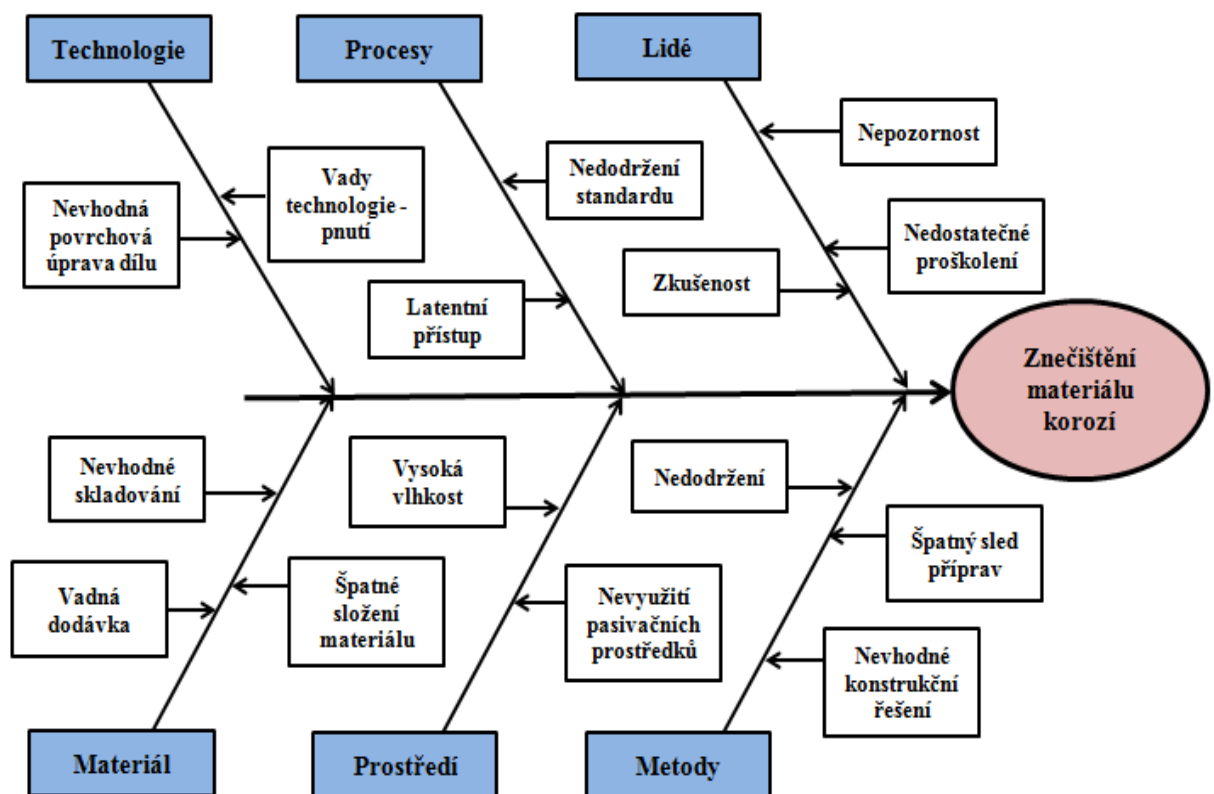 Technologie
Procesy
Lidé
Nepozornost
Vady
technologie -
pnutí
Nedodržení
standardu
Nevhodná
povrchová
úprava dílu
Nedostatečné
proškolení
Zkušenost
Latentní
přístup
Znečištění
materiálu
korozí
Nevhodné
skladování
Vysoká
vlhkost
Nedodržení
Špatný sled
příprav
Vadná
dodávka
Špatné
složení
materiálu
Nevyužití
pasivačních
prostředků
Nevhodné
konstrukční
řešení
Materiál
Prostředí
Metody